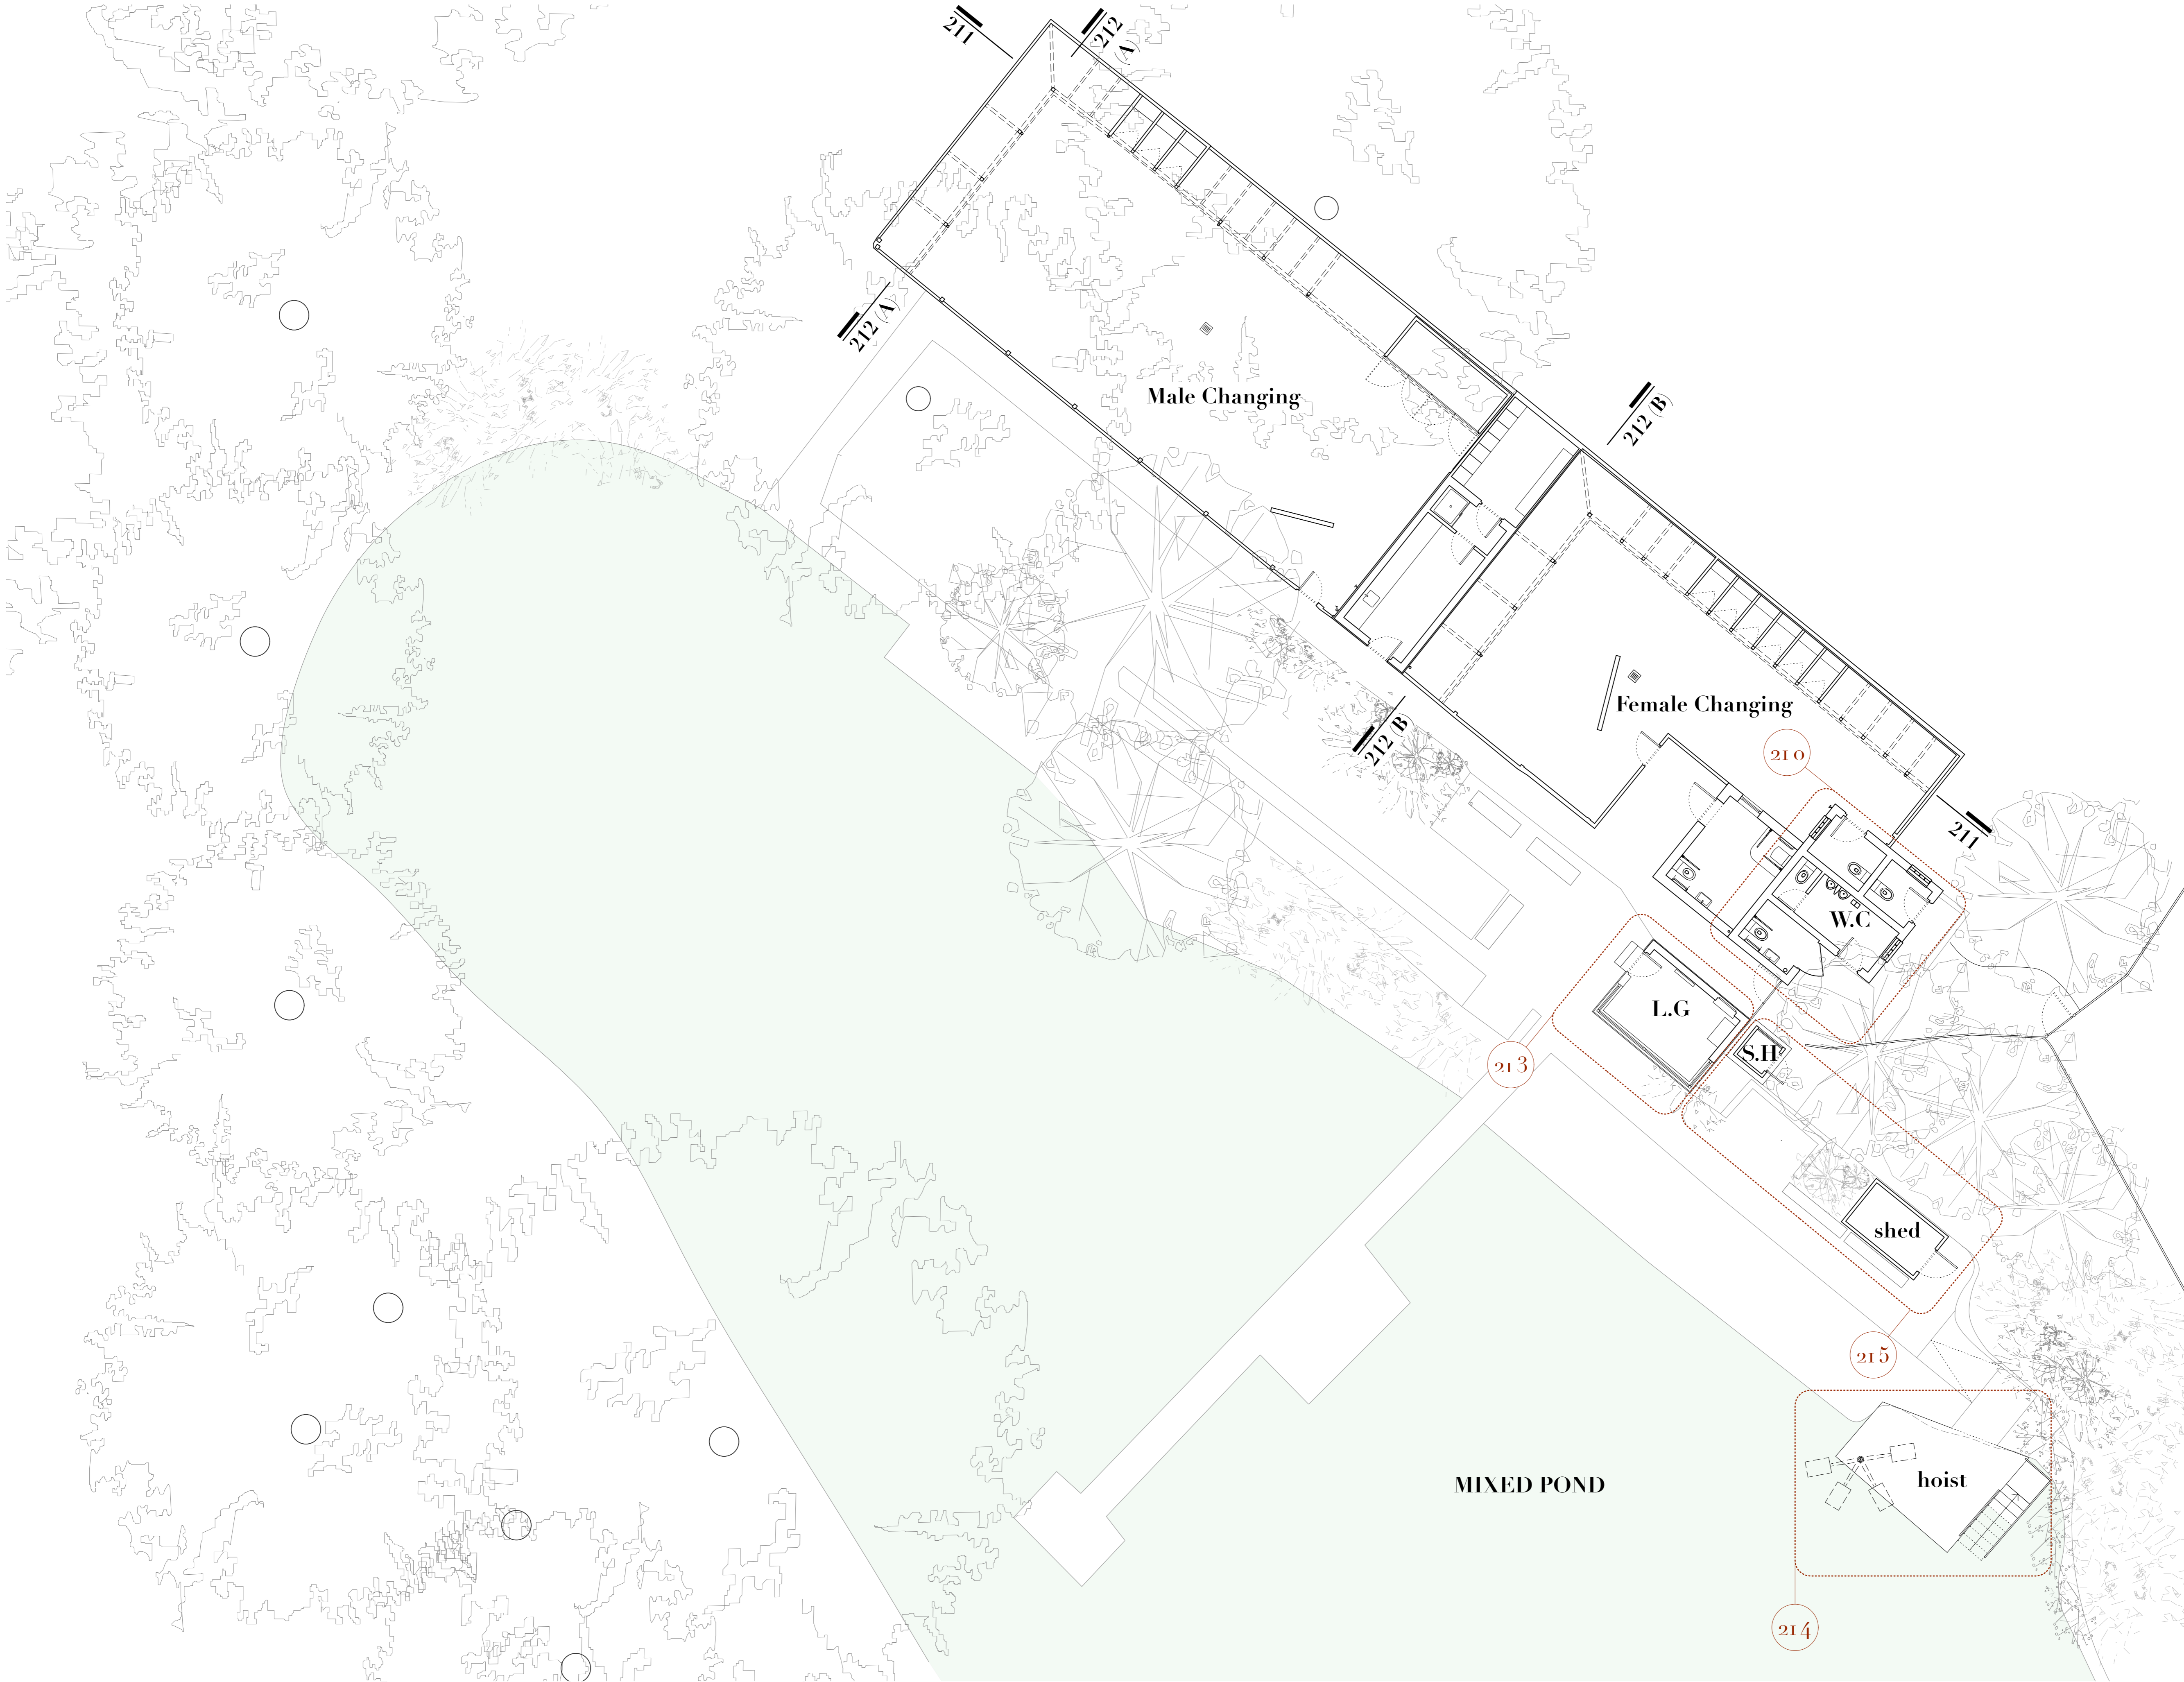 211
212
(A)
212 (A)
Male Changing
212 (B)
Female Changing
212 (B)
210
211
W.C
L.G
S.H
213
shed
215
MIXED POND
hoist
214